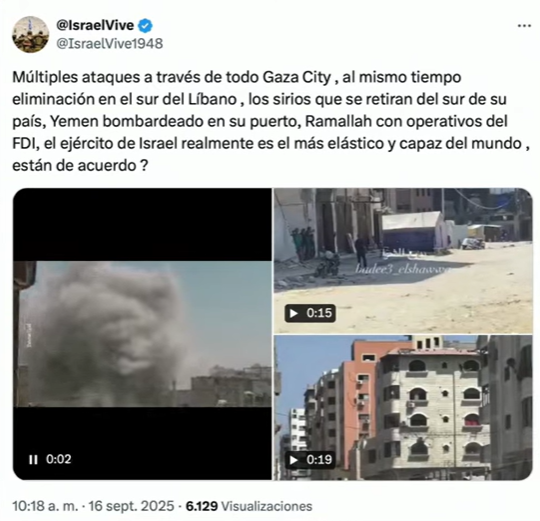 @IsraelVive
@IsraelVive1948
Múltiples ataques a través de todo Gaza City , al mismo tiempo
eliminación en el sur del Líbano , los sirios que se retiran del sur de su
país, Yemen bombardeado en su puerto, Ramallah con operativos del
FDI, el ejército de Israel realmente es el más elástico y capaz del mundo ,
están de acuerdo ?
0:15
0:02
0:19
10:18 a. m. · 16 sept. 2025 · 6.129 Visualizaciones